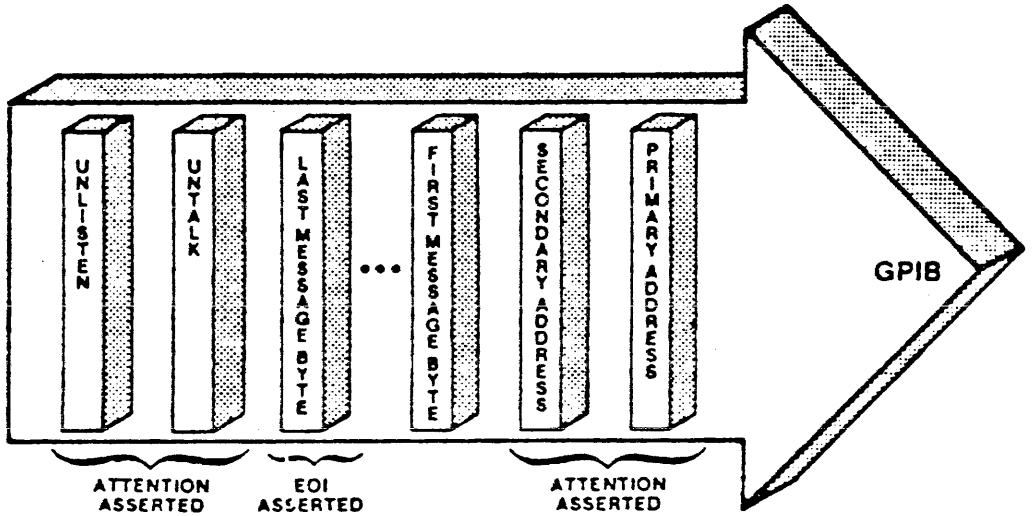 UNLISTEN
UNTALK
LAST MESSAGE BYTE
•••
FIRST MESSAGE BYTE
SECONDARY ADDRESS
PRIMARY ADDRESS
GPIB
ATTENTION
ASSERTED
EOI
ASSERTED
ATTENTION
ASSERTED